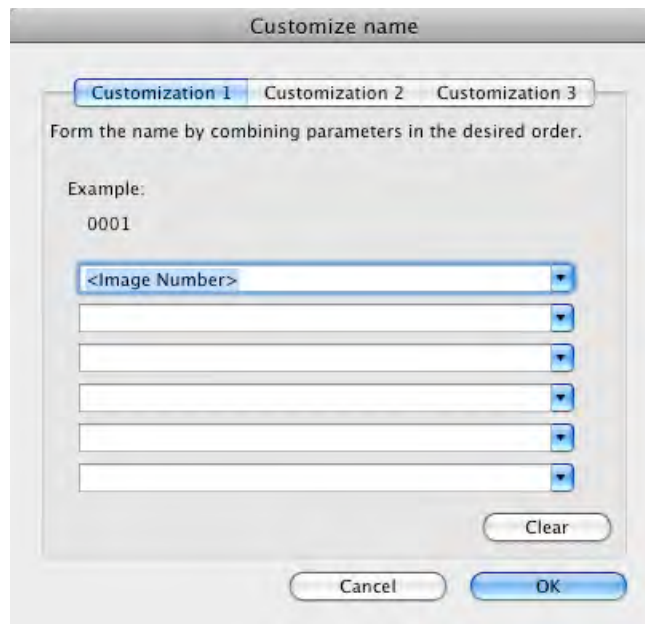 Customize name
Customization 1 Customization 2 Customization 3
Form the name by combining parameters in the desired order.
Example:
0001
<Image Number>
Clear
Cancel OK